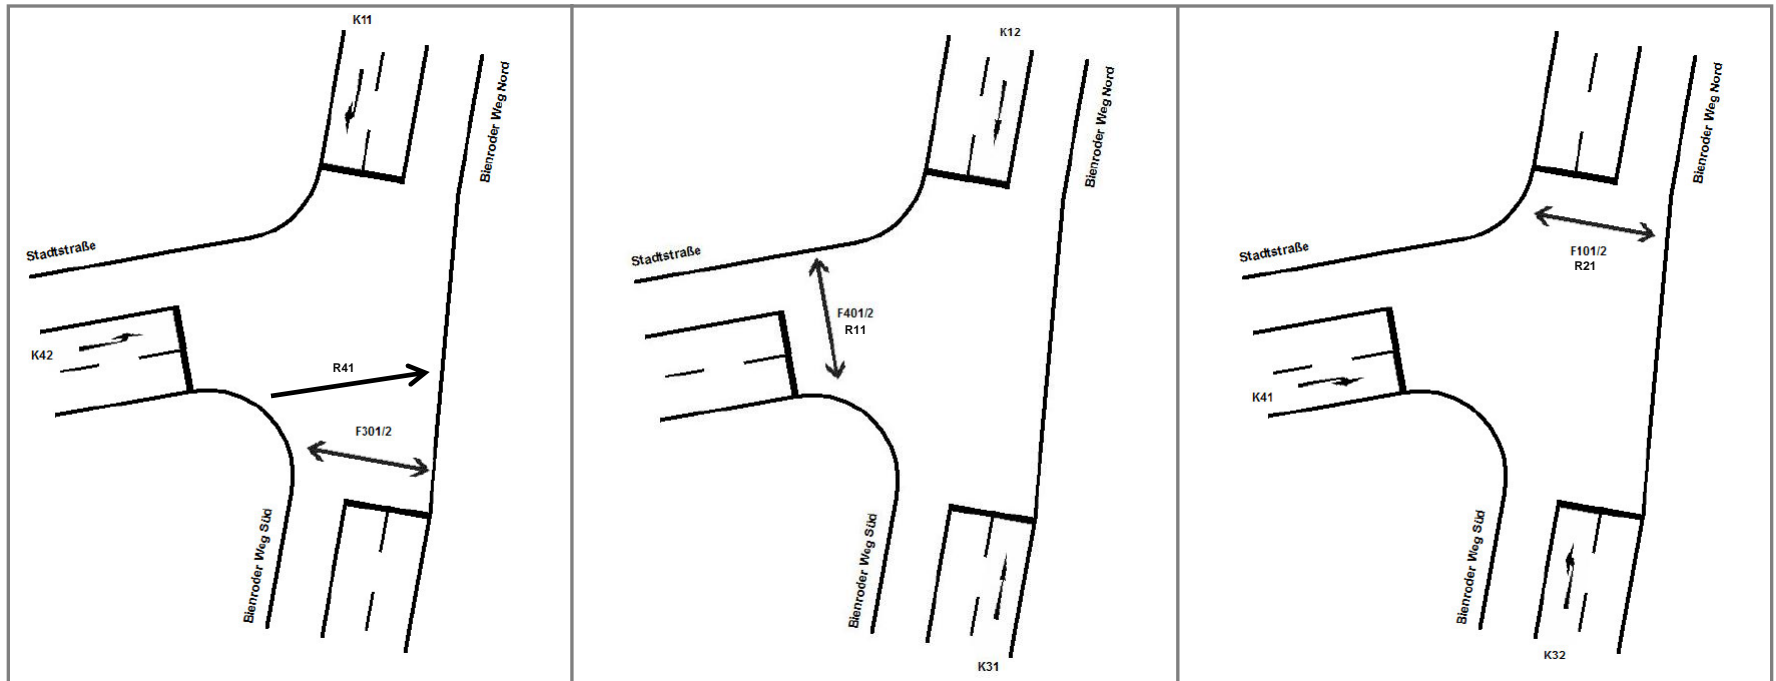 K11
Bienroder Weg Nord
Stadtstraße
K42
R41
F301/2
Bienroder Weg Süd
K12
Bienroder Weg Nord
Stadtstraße
F401/2
R11
Bienroder Weg Süd
K31
Bienroder Weg Nord
F101/2
R21
Stadtstraße
K41
Bienroder Weg Süd
K32